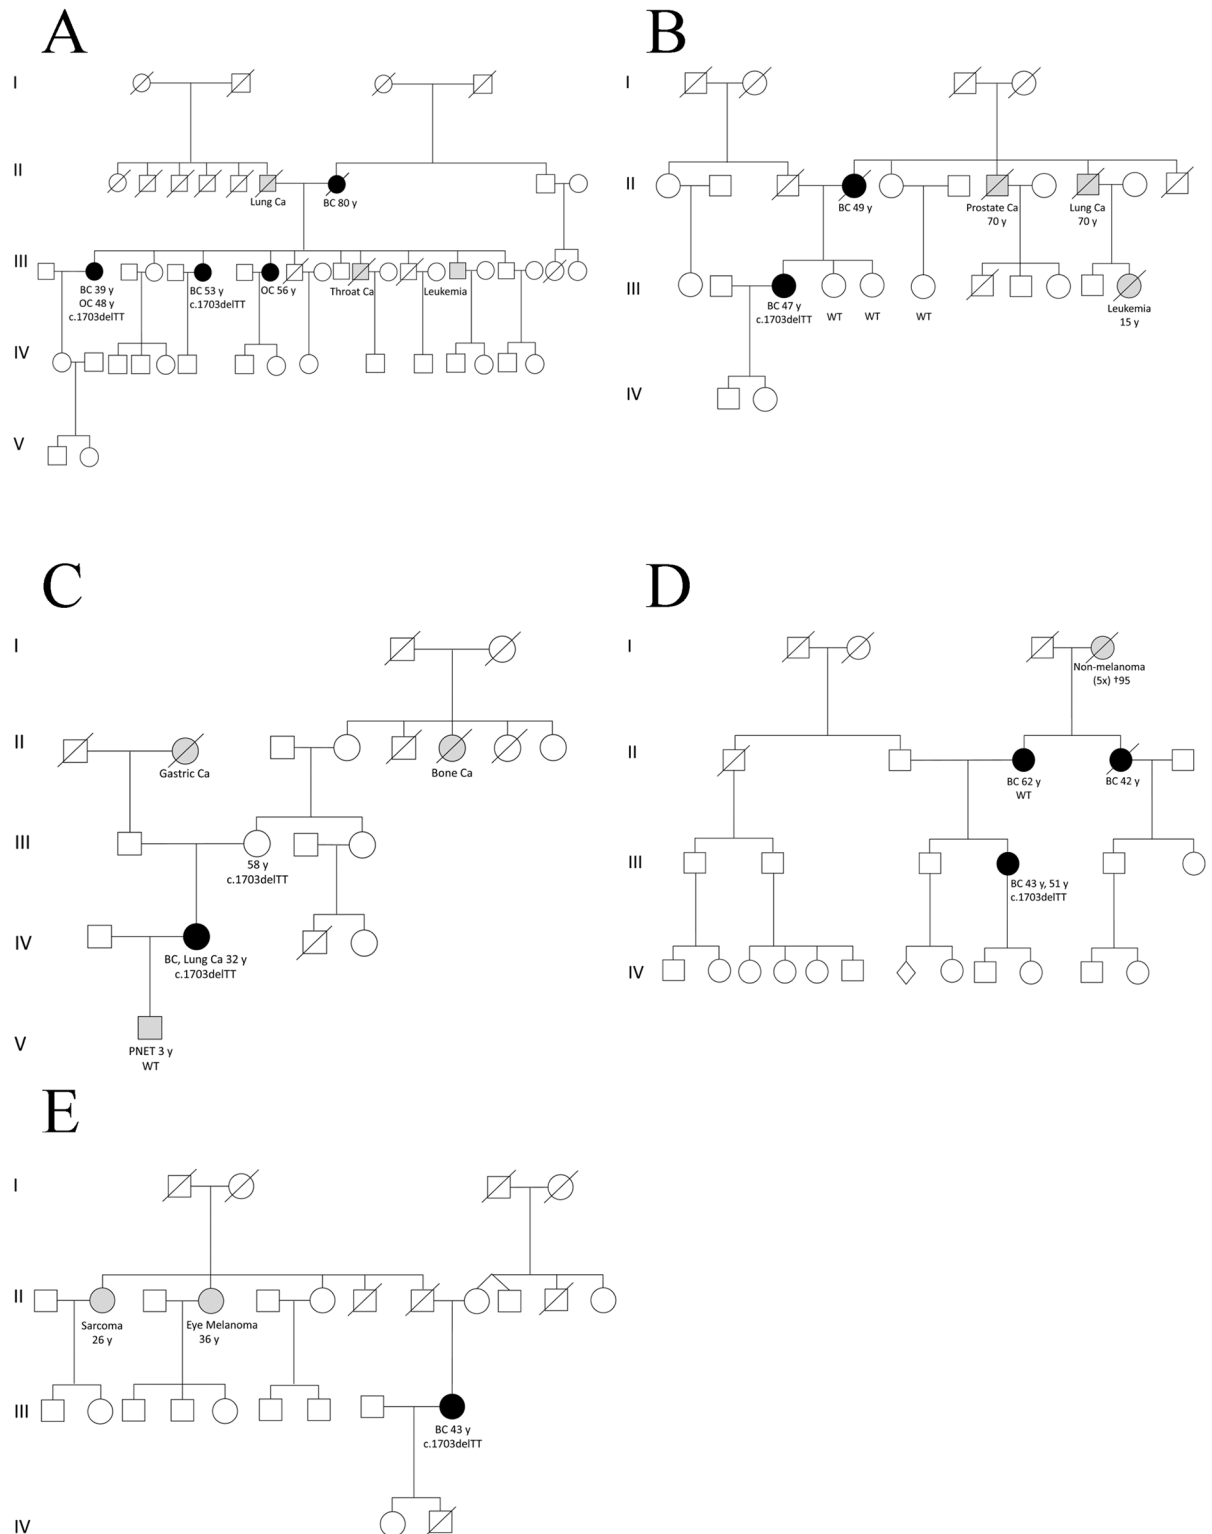 A
I
II
Lung Ca
BC 80 y
III
BC 39 y
OC 48 y
c.1703delTT
BC 53 y
c.1703delTT
OC 56 y
Throat Ca
Leukemia
IV
V
B
I
II
BC 49 y
Prostate Ca
70 y
Lung Ca
70 y
III
BC 47 y
c.1703delTT
WT
WT
WT
Leukemia
15 y
IV
C
I
II
Gastric Ca
Bone Ca
III
58 y
c.1703delTT
IV
BC, Lung Ca 32 y
c.1703delTT
V
PNET 3 y
WT
D
I
Non-melanoma
(5x) †95
II
BC 62 y
WT
BC 42 y
III
BC 43 y, 51 y
c.1703delTT
IV
E
I
II
Sarcoma
26 y
Eye Melanoma
36 y
III
BC 43 y
c.1703delTT
IV